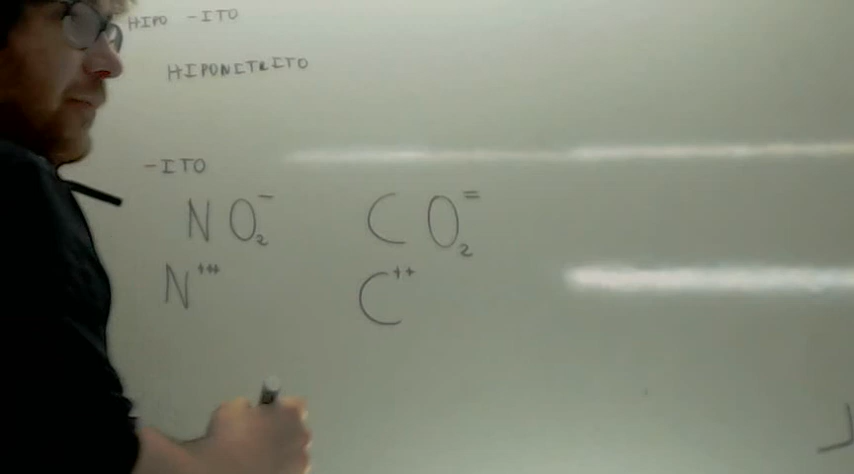 HIPO -ITO
HIPONITRITO
-ITO
NO₂⁻ CO₂⁼
N⁺⁺⁺ C⁺⁺